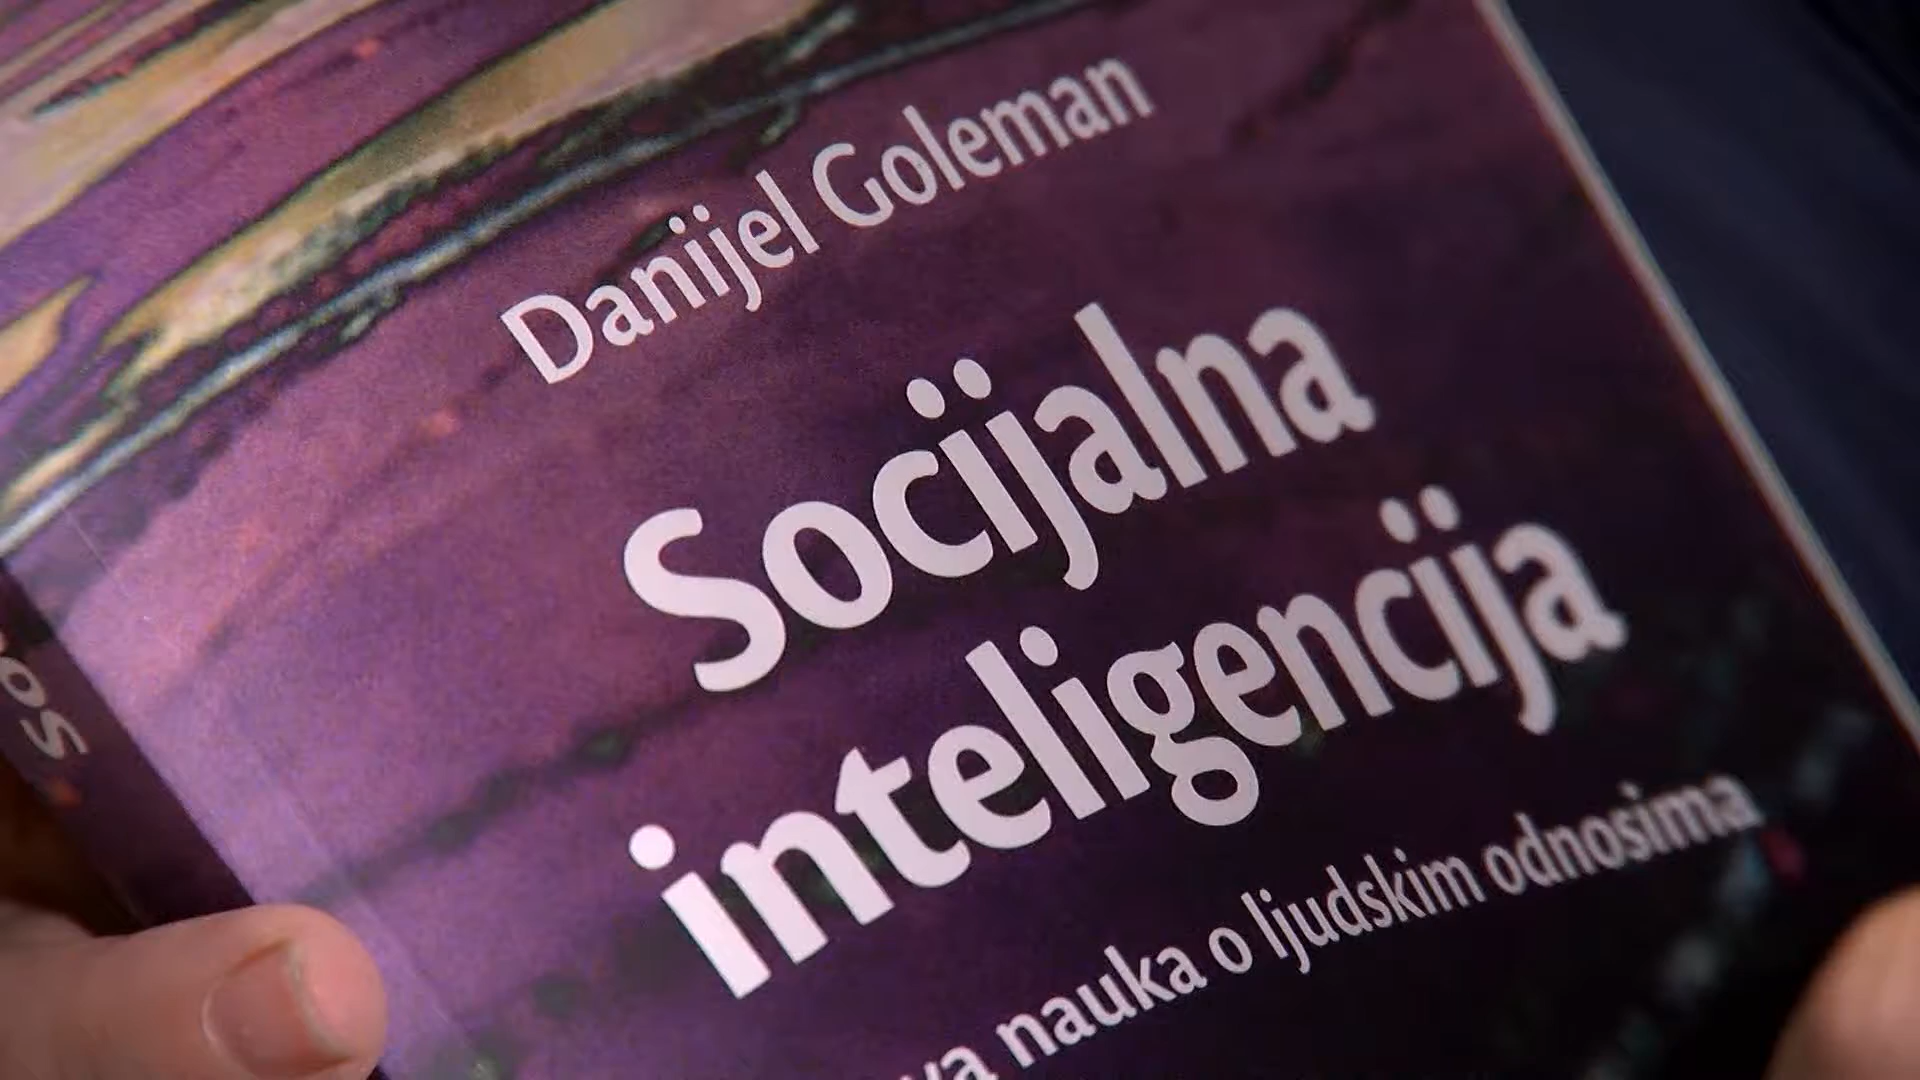 Danijel Goleman
Socijalna
inteligencija
nauka o ljudskim odnosima